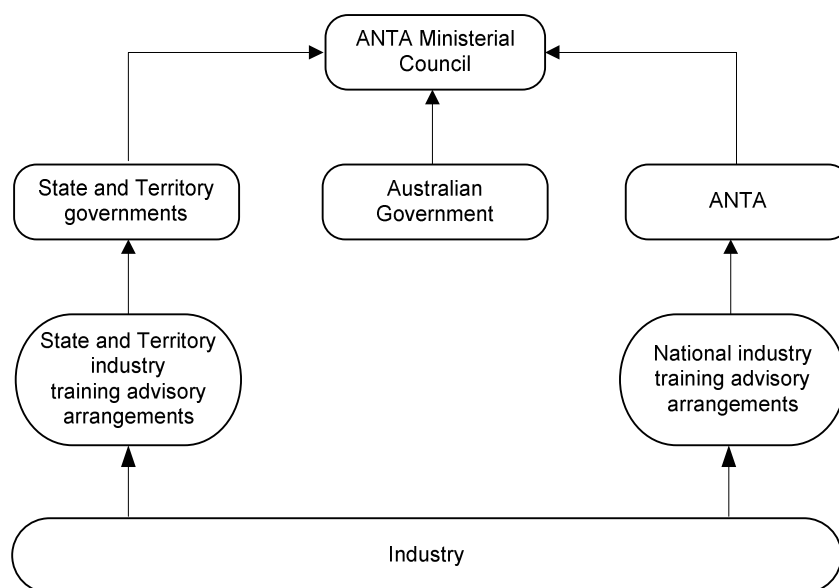 ANTA Ministerial
Council
State and Territory
governments
Australian
Government
ANTA
State and Territory
industry
training advisory
arrangements
National industry
training advisory
arrangements
Industry